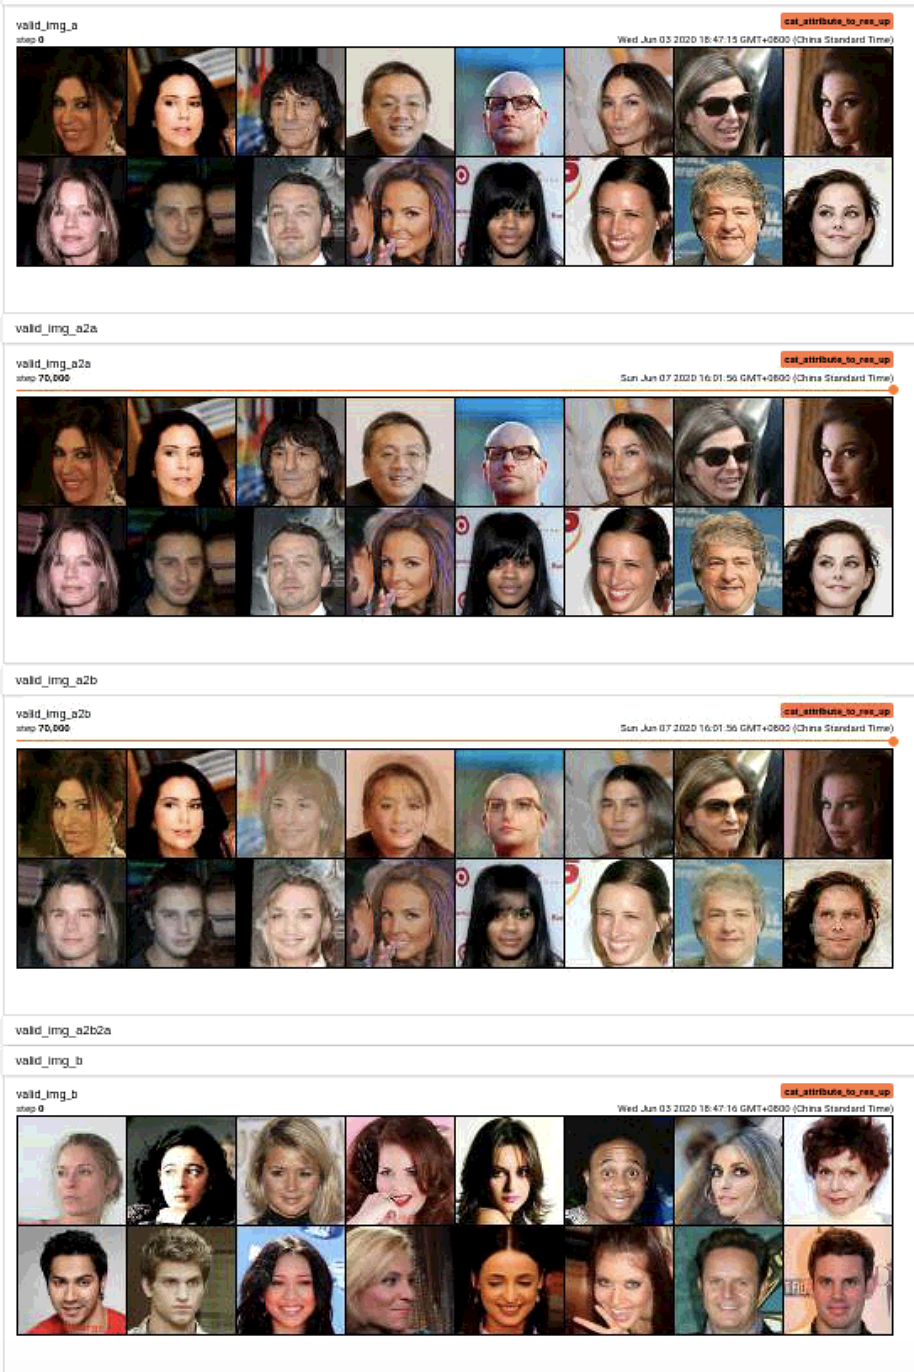 valid_img_a
cat_attribute_to_res_up
step 0
Wed Jun 03 2020 18:47:15 GMT+0800 (China Standard Time)
valid_img_a2a
valid_img_a2a
cat_attribute_to_res_up
step 70,000
Sun Jun 07 2020 16:01:56 GMT+0800 (China Standard Time)
valid_img_a2b
valid_img_a2b
cat_attribute_to_res_up
step 70,000
Sun Jun 07 2020 16:01:56 GMT+0800 (China Standard Time)
valid_img_a2b2a
valid_img_b
valid_img_b
cat_attribute_to_res_up
step 0
Wed Jun 03 2020 18:47:16 GMT+0800 (China Standard Time)